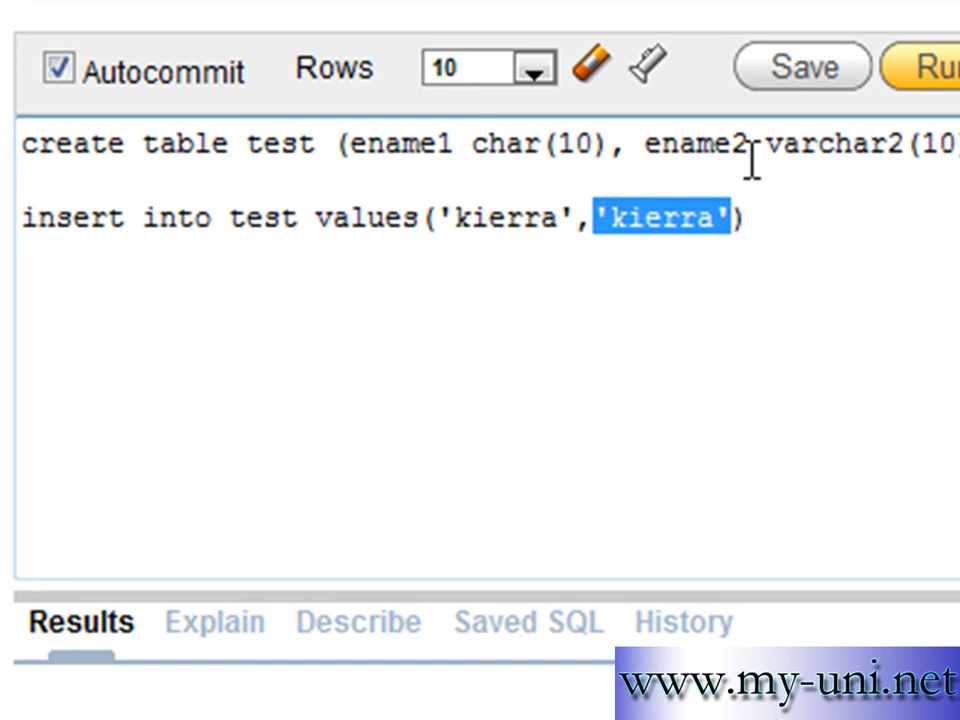 Autocommit Rows 10 Save Run
create table test (ename1 char(10), ename2 varchar2(10)
insert into test values('kierra','kierra')
Results Explain Describe Saved SQL History
www.my-uni.net